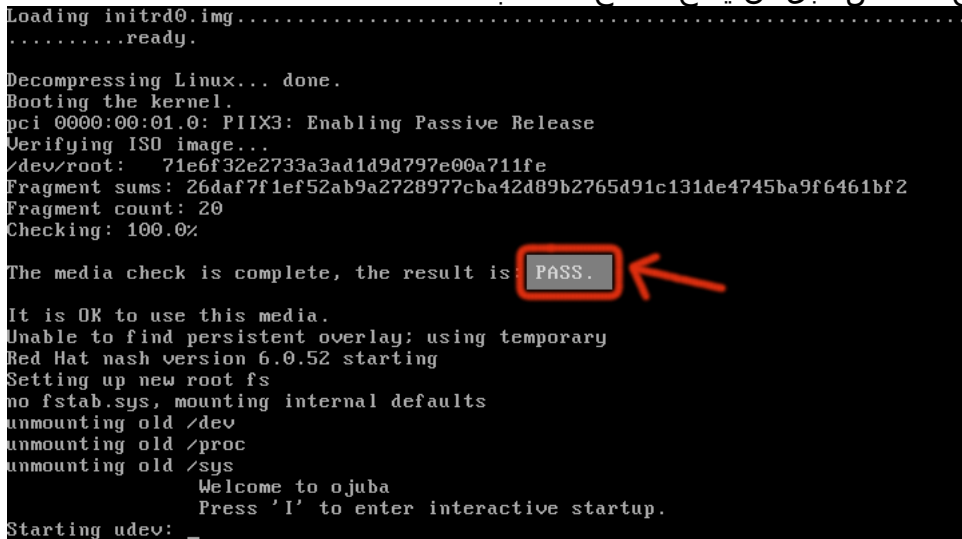 Loading initrd0.img..................................................................
..........ready.
Decompressing Linux... done.
Booting the kernel.
pci 0000:00:01.0: PIIX3: Enabling Passive Release
Verifying ISO image...
/dev/root:   71e6f32e2733a3ad1d9d797e00a711fe
Fragment sums: 26daf7f1ef52ab9a2728977cba42d89b2765d91c131de4745ba9f6461bf2
Fragment count: 20
Checking: 100.0%
The media check is complete, the result is: PASS.
It is OK to use this media.
Unable to find persistent overlay; using temporary
Red Hat nash version 6.0.52 starting
Setting up new root fs
no fstab.sys, mounting internal defaults
unmounting old /dev
unmounting old /proc
unmounting old /sys
Welcome to ojuba
Press 'I' to enter interactive startup.
Starting udev: _